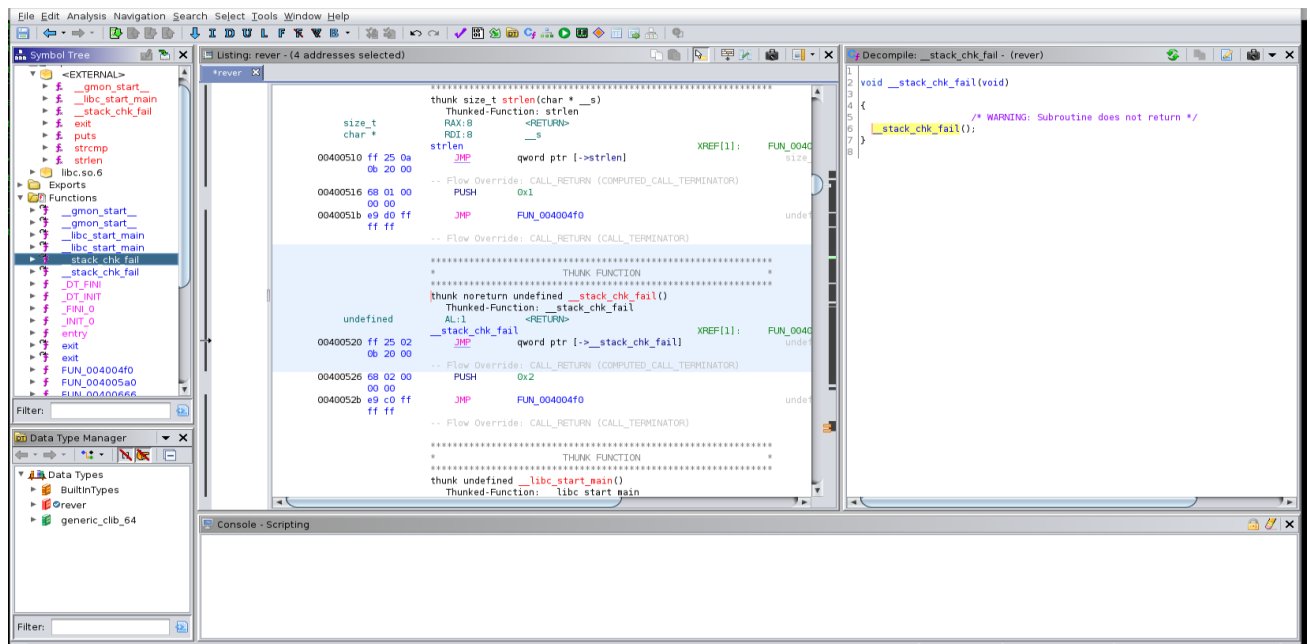 File Edit Analysis Navigation Search Select Tools Window Help
I D U L F R V B
Symbol Tree
<EXTERNAL>
f __gmon_start__
f __libc_start_main
f __stack_chk_fail
f exit
f puts
f strcmp
f strlen
libc.so.6
Exports
Functions
f __gmon_start__
f __gmon_start__
f __libc_start_main
f __libc_start_main
f __stack_chk_fail
f __stack_chk_fail
f _DT_FINI
f _DT_INIT
f _FINI_0
f _INIT_0
f entry
f exit
f exit
f FUN_004004f0
f FUN_004005a0
f FUN_00400666
Filter:
Data Type Manager
Data Types
BuiltInTypes
rever
generic_clib_64
Filter:
Listing: rever - (4 addresses selected)
*rever
thunk size_t strlen(char * __s)
Thunked-Function: strlen
size_t RAX:8 <RETURN>
char * RDI:8 __s
strlen XREF[1]: FUN_0040
00400510 ff 25 0a JMP qword ptr [->strlen] size_
0b 20 00
-- Flow Override: CALL_RETURN (COMPUTED_CALL_TERMINATOR)
00400516 68 01 00 PUSH 0x1
00 00
0040051b e9 d0 ff JMP FUN_004004f0 undef
ff ff
-- Flow Override: CALL_RETURN (CALL_TERMINATOR)
* THUNK FUNCTION *
thunk noreturn undefined __stack_chk_fail()
Thunked-Function: __stack_chk_fail
undefined AL:1 <RETURN>
__stack_chk_fail XREF[1]: FUN_0040
00400520 ff 25 02 JMP qword ptr [->__stack_chk_fail] undef
0b 20 00
-- Flow Override: CALL_RETURN (COMPUTED_CALL_TERMINATOR)
00400526 68 02 00 PUSH 0x2
00 00
0040052b e9 c0 ff JMP FUN_004004f0 undef
ff ff
-- Flow Override: CALL_RETURN (CALL_TERMINATOR)
* THUNK FUNCTION *
thunk undefined __libc_start_main()
Thunked-Function: __libc_start_main
Decompile: __stack_chk_fail - (rever)
1
2 void __stack_chk_fail(void)
3
4 {
5 /* WARNING: Subroutine does not return */
6 __stack_chk_fail();
7 }
8
Console - Scripting